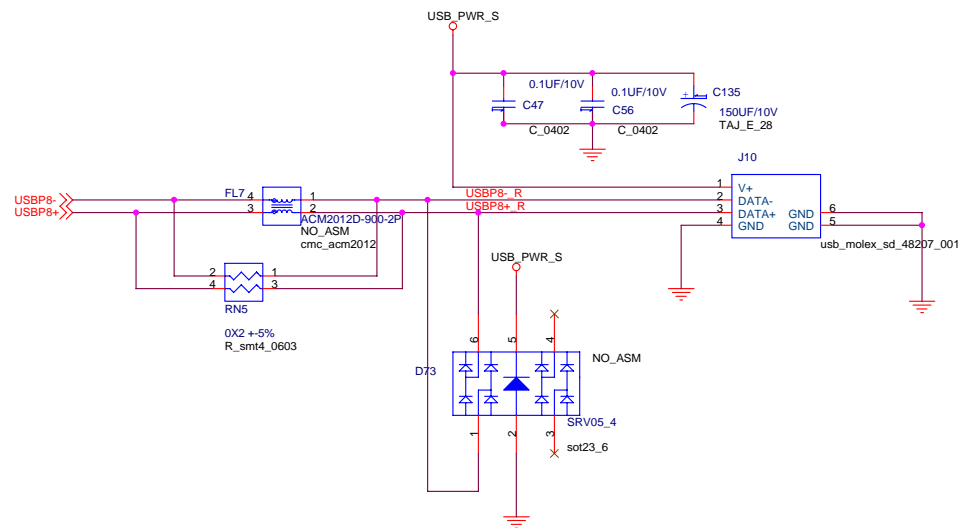 USB_PWR_S
0.1UF/10V
0.1UF/10V
+
C135
C47
C56
150UF/10V
TAJ_E_28
C_0402
C_0402
J10
USBP8-
USBP8+
FL7
4
3
1
2
ACM2012D-900-2P
NO_ASM
cmc_acm2012
USBP8-_R
USBP8+_R
1
2
3
4
V+
DATA-
DATA+
GND
GND
GND
6
5
usb_molex_sd_48207_001
2
4
1
3
RN5
0X2 +-5%
R_smt4_0603
USB_PWR_S
6
5
4
NO_ASM
D73
SRV05_4
1
2
3
sot23_6